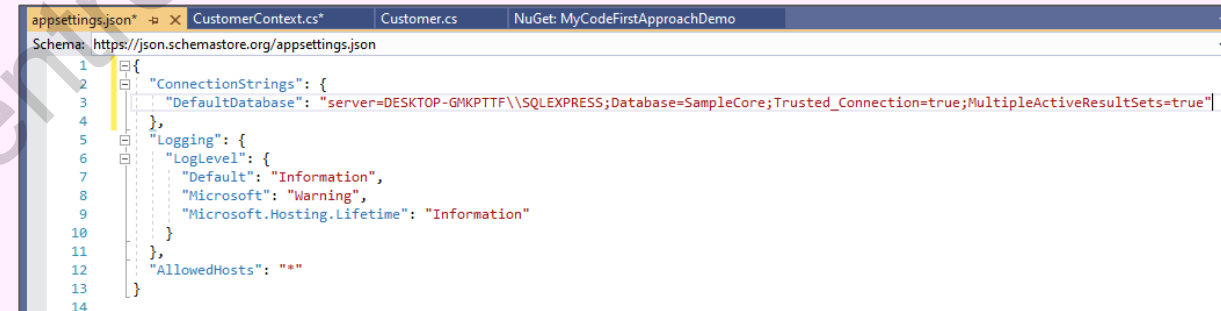 appsettings.json* CustomerContext.cs* Customer.cs NuGet: MyCodeFirstApproachDemo
Schema: https://json.schemastore.org/appsettings.json
1 {
2 "ConnectionStrings": {
3 "DefaultDatabase": "server=DESKTOP-GMKPTTF\\SQLEXPRESS;Database=SampleCore;Trusted_Connection=true;MultipleActiveResultSets=true"
4 },
5 "Logging": {
6 "LogLevel": {
7 "Default": "Information",
8 "Microsoft": "Warning",
9 "Microsoft.Hosting.Lifetime": "Information"
10 }
11 },
12 "AllowedHosts": "*"
13 }
14